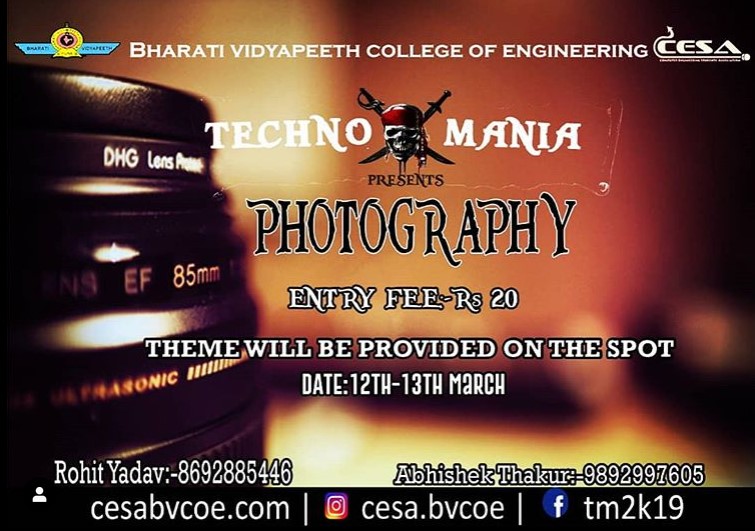 BHARATI VIDYAPEETH
BHARATI VIDYAPEETH COLLEGE OF ENGINEERING
CESA
TECHNO MANIA
PRESENTS
DHG Lens
PHOTOGRAPHY
EF 85mm
ENTRY FEE:-Rs 20
THEME WILL BE PROVIDED ON THE SPOT
ULTRASONIC
DATE:12TH-13TH MaRCH
Rohit Yadav:-8692885446
Abhishek Thakur:-9892997605
cesabvcoe.com | cesa.bvcoe | tm2k19